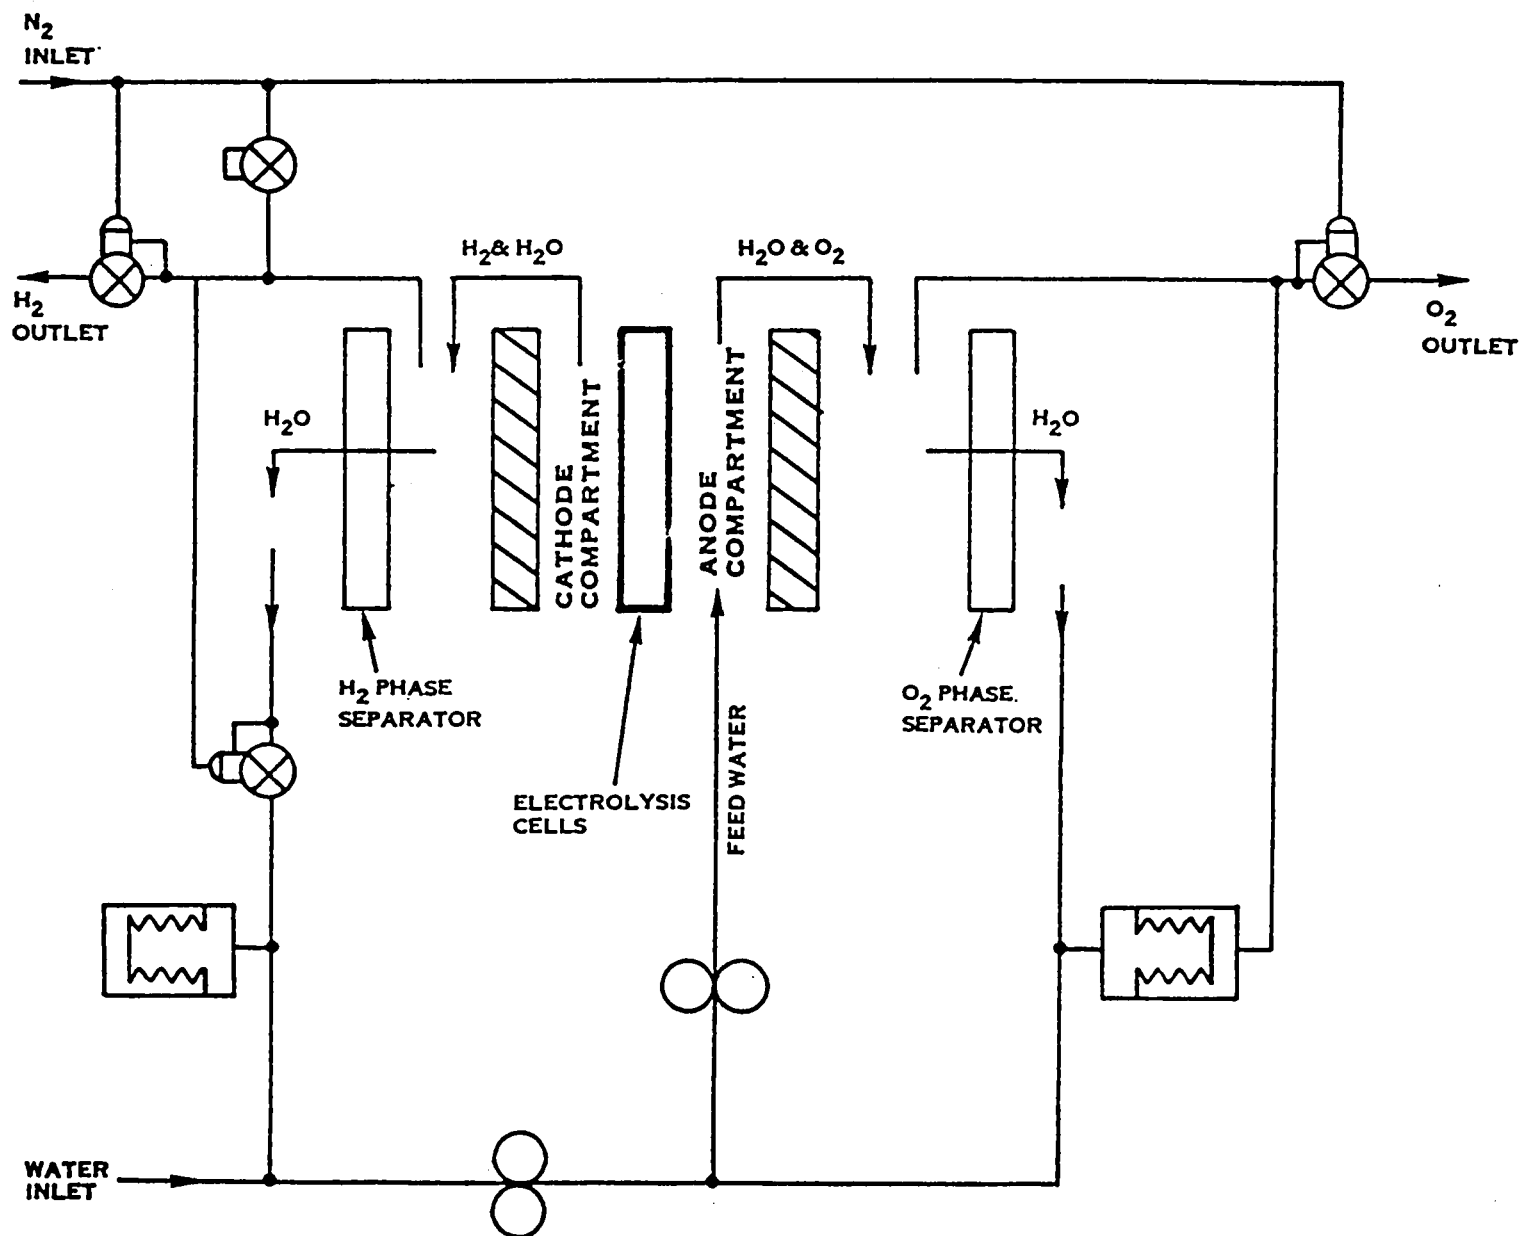 N2
INLET
H2& H2O
H2O & O2
H2
OUTLET
O2
OUTLET
H2O
H2O
CATHODE
COMPARTMENT
ANODE
COMPARTMENT
H2 PHASE
SEPARATOR
O2 PHASE.
SEPARATOR
ELECTROLYSIS
CELLS
FEED WATER
WATER
INLET